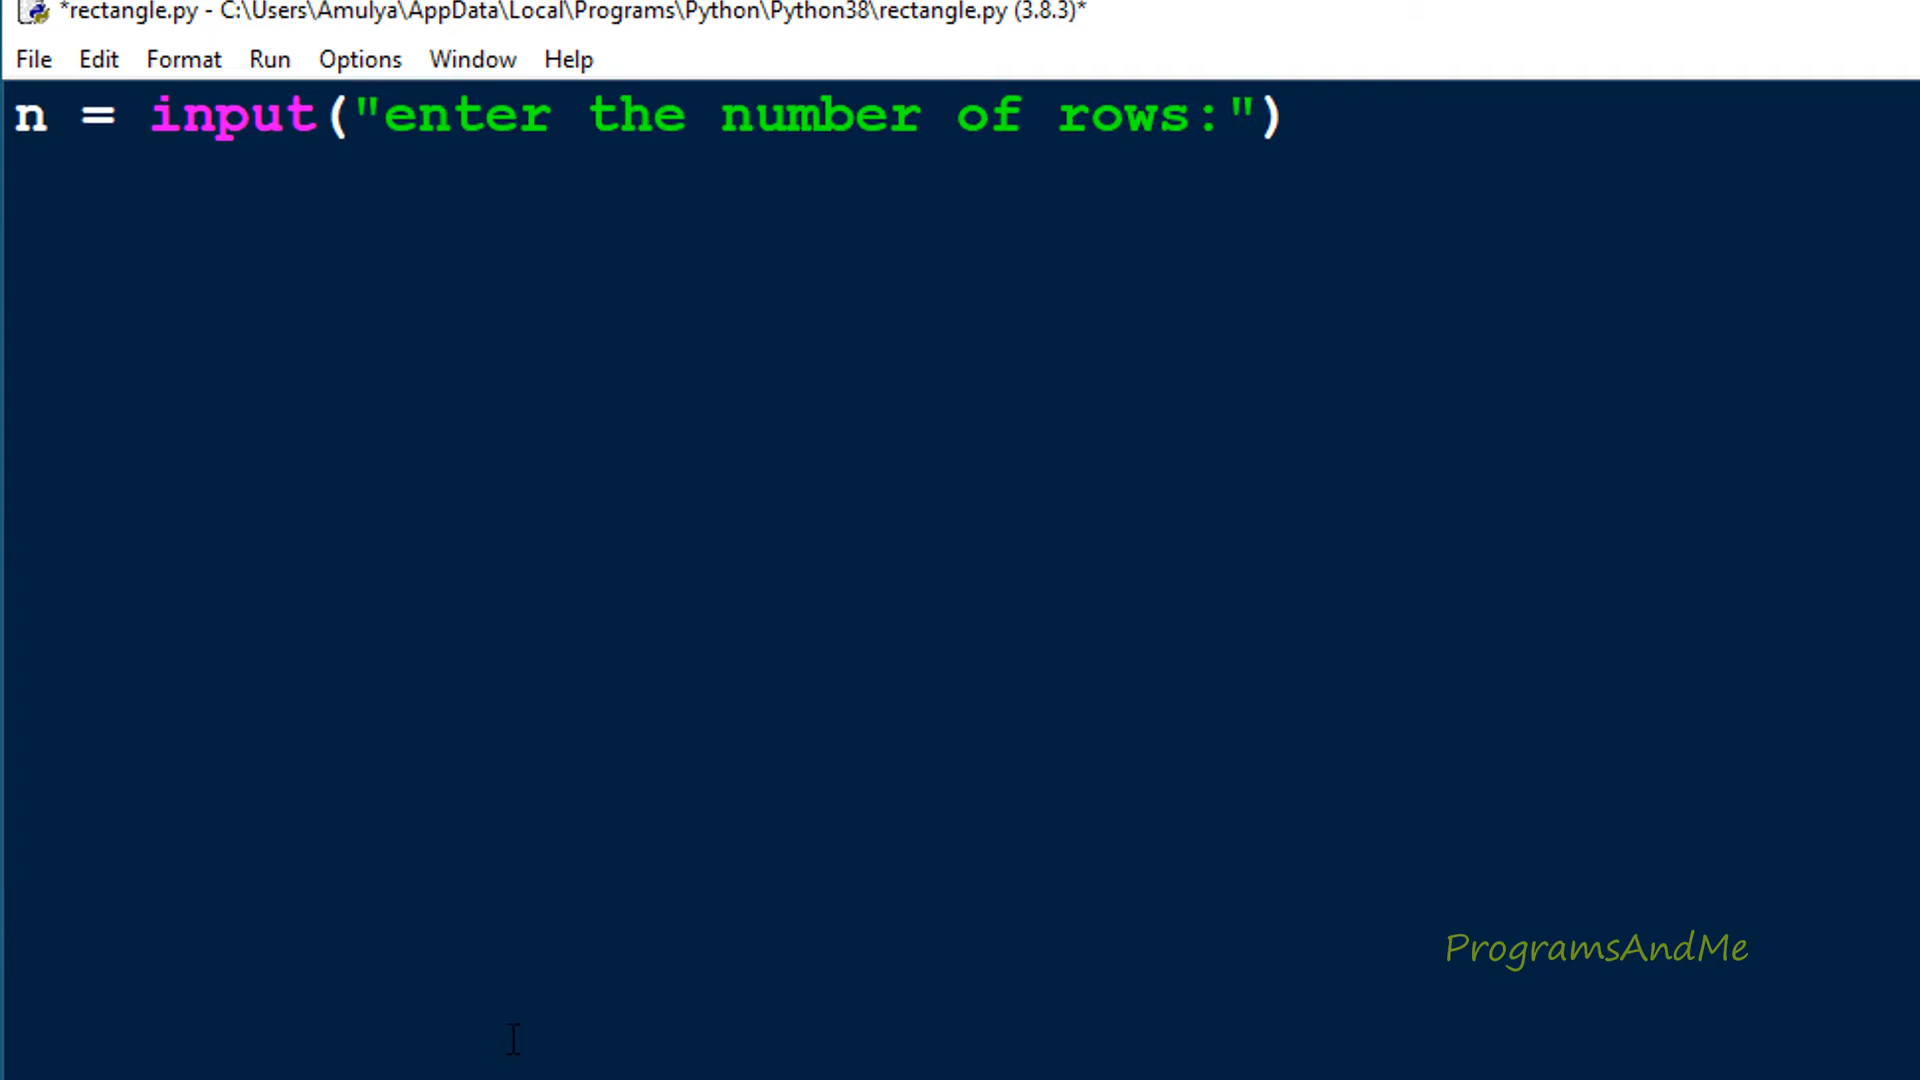 *rectangle.py - C:\Users\Amulya\AppData\Local\Programs\Python\Python38\rectangle.py (3.8.3)*
File Edit Format Run Options Window Help
n = input("enter the number of rows:")
ProgramsAndMe